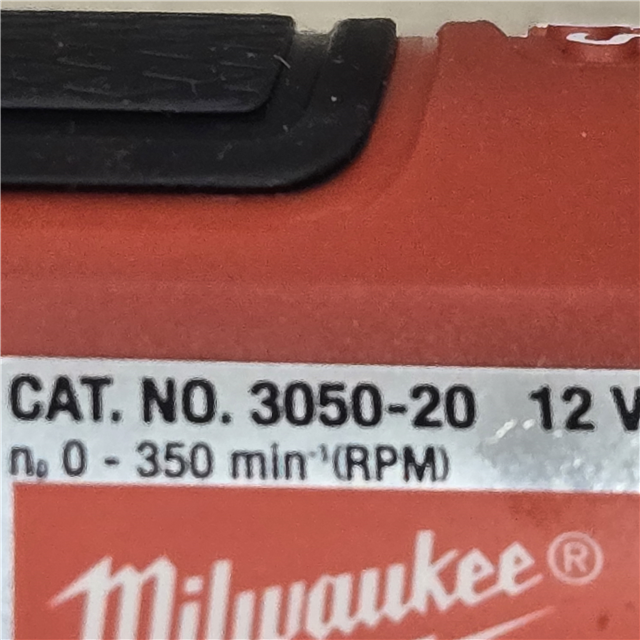 CAT. NO. 3050-20 12 V
n₀ 0 - 350 min⁻¹(RPM)
Milwaukee®